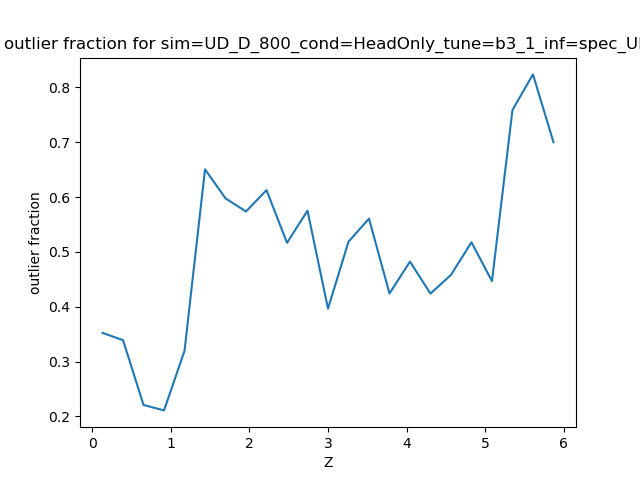 outlier fraction for sim=UD_D_800_cond=HeadOnly_tune=b3_1_inf=spec_U
0.8
0.7
0.6
0.5
0.4
0.3
0.2
outlier fraction
0 1 2 3 4 5 6
Z